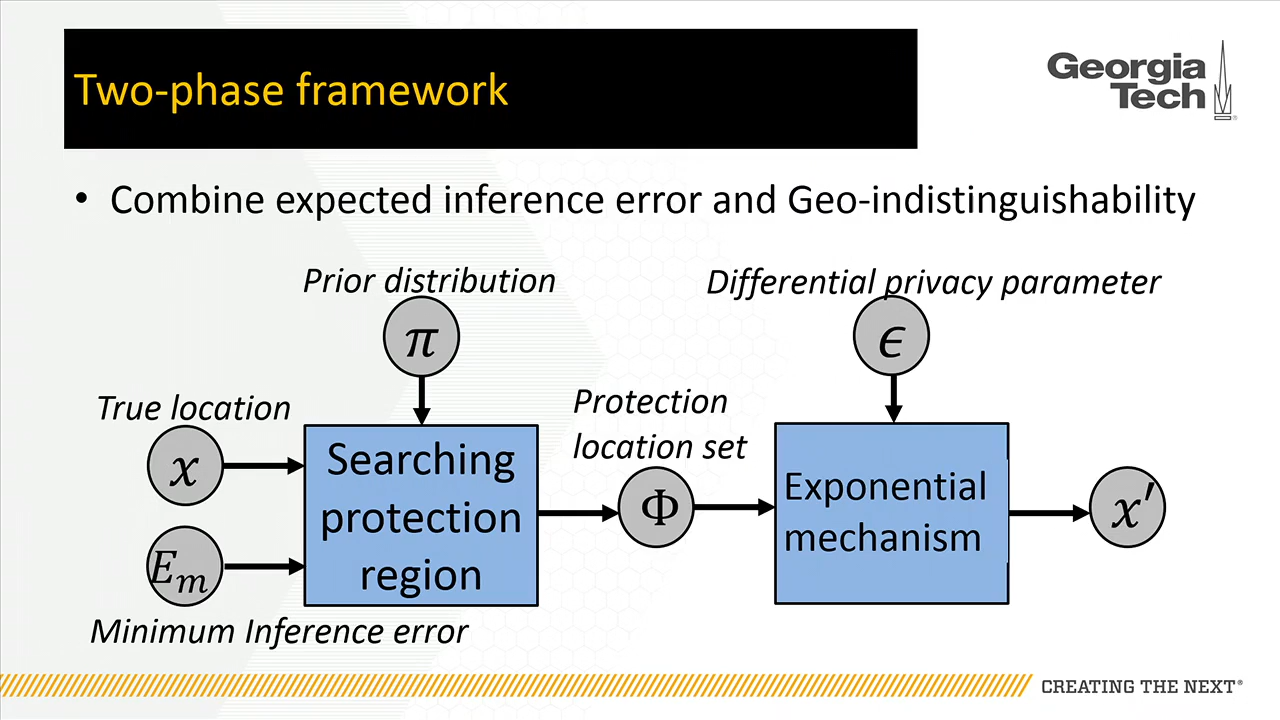 Two-phase framework
Georgia
Tech
• Combine expected inference error and Geo-indistinguishability
Prior distribution
Differential privacy parameter
π
ϵ
True location
Protection
location set
x
Searching
protection
region
Φ
Exponential
mechanism
x′
Eₘ
Minimum Inference error
CREATING THE NEXT®